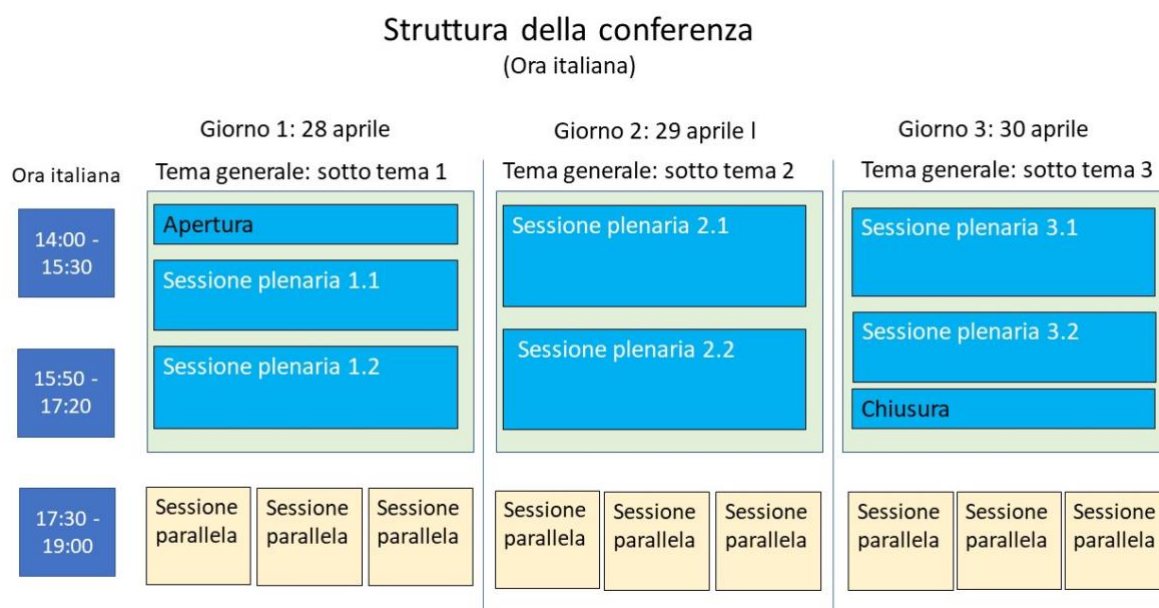 Struttura della conferenza
(Ora italiana)
Giorno 1: 28 aprile
Giorno 2: 29 aprile l
Giorno 3: 30 aprile
Ora italiana
Tema generale: sotto tema 1
Tema generale: sotto tema 2
Tema generale: sotto tema 3
14:00 -
15:30
Apertura
Sessione plenaria 1.1
Sessione plenaria 2.1
Sessione plenaria 3.1
15:50 -
17:20
Sessione plenaria 1.2
Sessione plenaria 2.2
Sessione plenaria 3.2
Chiusura
17:30 -
19:00
Sessione
parallela
Sessione
parallela
Sessione
parallela
Sessione
parallela
Sessione
parallela
Sessione
parallela
Sessione
parallela
Sessione
parallela
Sessione
parallela